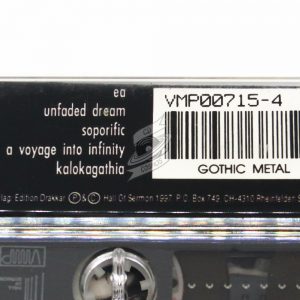 ea
unfaded dream
soporific
a voyage into infinity
kalokagathia
VMP00715-4
GOTHIC METAL
lag: Edition Drakkar ℗ & © Hall Of Sermon 1997. P.O. Box 749, CH-4310 Rheinfelden